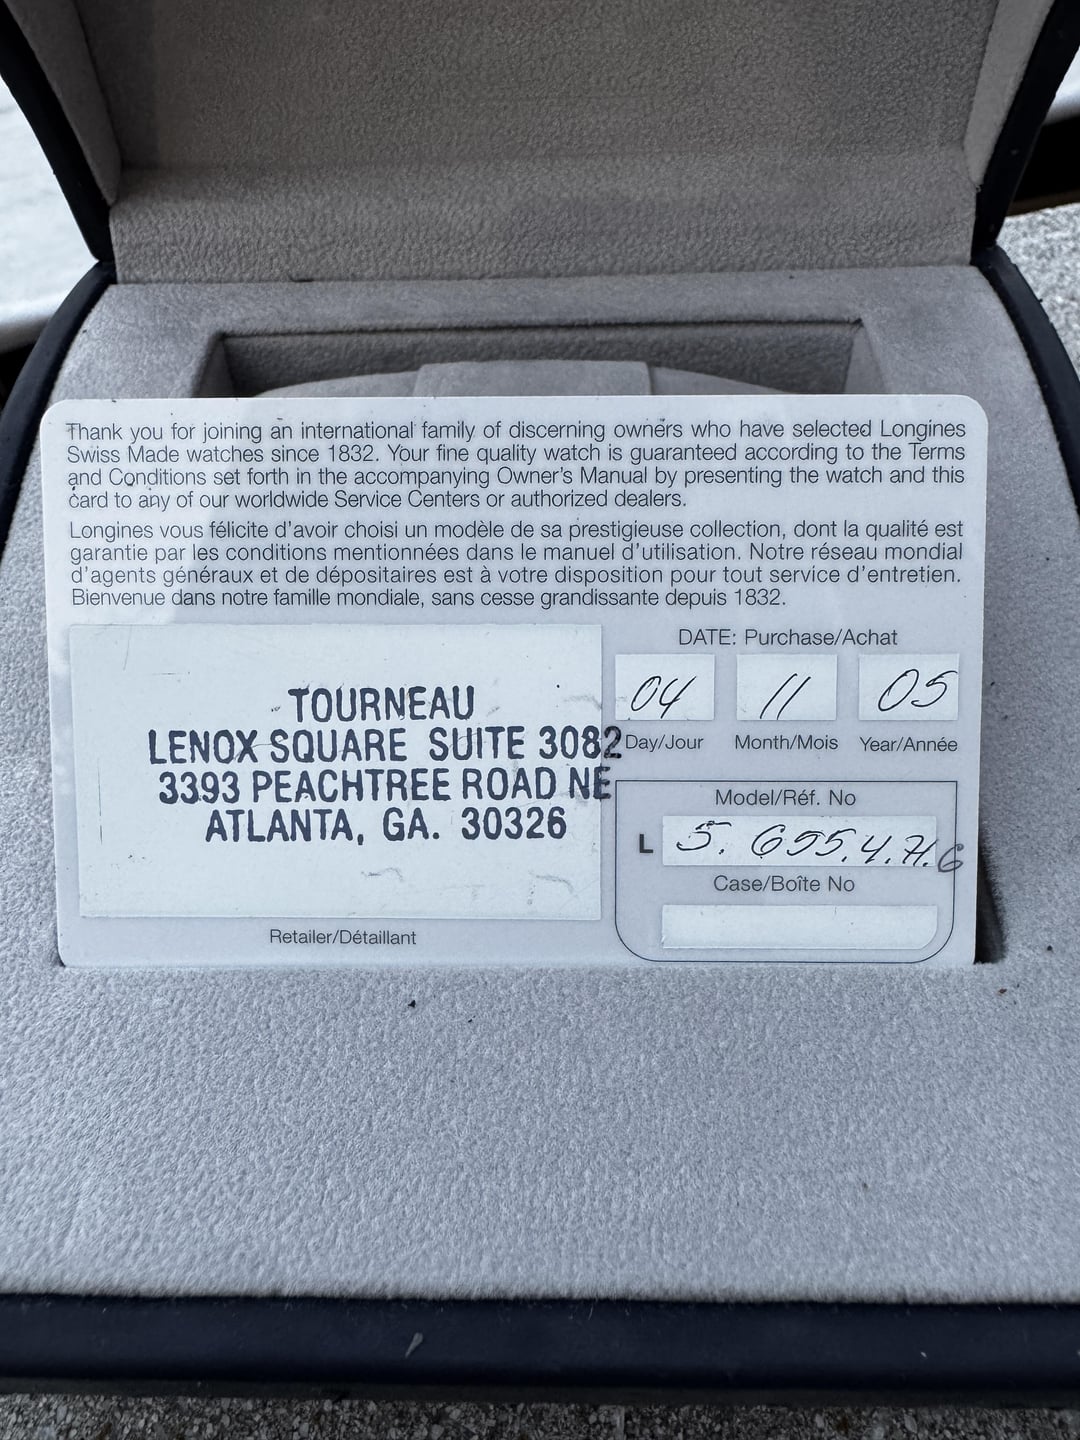 Thank you for joining an international family of discerning owners who have selected Longines
Swiss Made watches since 1832. Your fine quality watch is guaranteed according to the Terms
and Conditions set forth in the accompanying Owner's Manual by presenting the watch and this
card to any of our worldwide Service Centers or authorized dealers.
Longines vous félicite d'avoir choisi un modèle de sa prestigieuse collection, dont la qualité est
garantie par les conditions mentionnées dans le manuel d'utilisation. Notre réseau mondial
d'agents généraux et de dépositaires est à votre disposition pour tout service d'entretien.
Bienvenue dans notre famille mondiale, sans cesse grandissante depuis 1832.
TOURNEAU
LENOX SQUARE SUITE 3082
3393 PEACHTREE ROAD NE
ATLANTA, GA. 30326
Retailer/Détaillant
DATE: Purchase/Achat
04 11 05
Day/Jour Month/Mois Year/Année
Model/Réf. No
L 5.655.4.71.6
Case/Boîte No